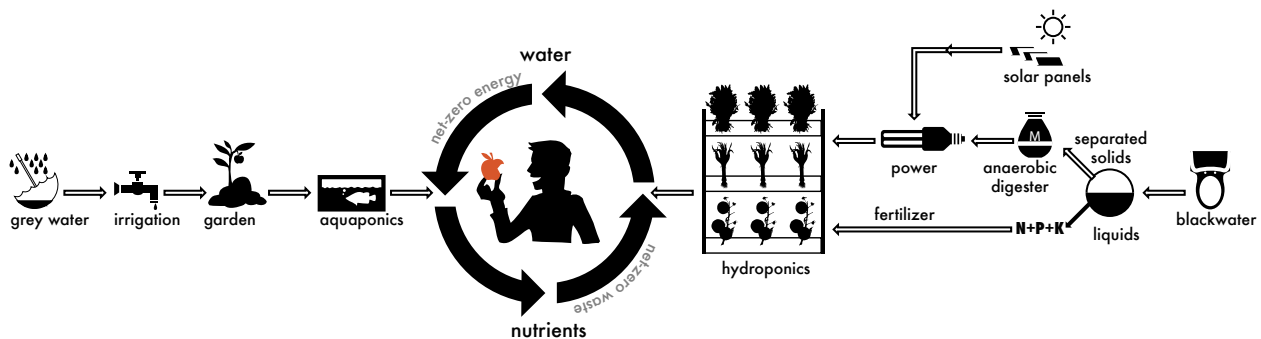 water
net-zero energy
solar panels
M
separated
solids
power
anaerobic
digester
grey water
irrigation
garden
aquaponics
fertilizer
N+P+K
liquids
blackwater
net-zero waste
hydroponics
nutrients